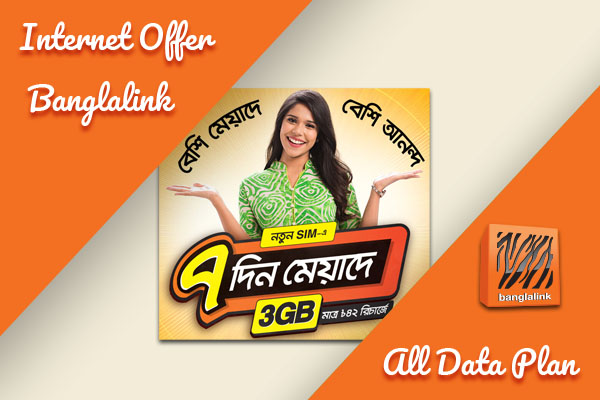 Internet Offer
Banglalink
বেশি মেয়াদে
বেশি আনন্দ
নতুন SIM-এ
৭ দিন মেয়াদে
3GB মাত্র ৳৪২ রিচার্জে
banglalink
All Data Plan